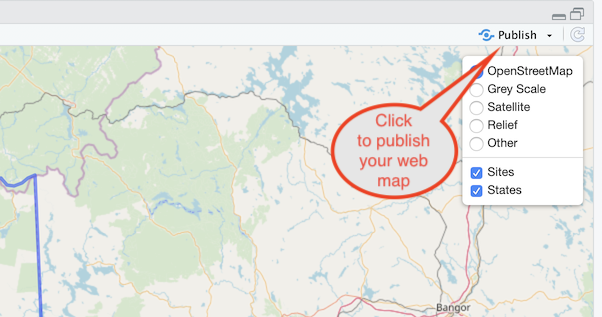 Publish
OpenStreetMap
Grey Scale
Satellite
Relief
Other
Sites
States
Click
to publish
your web
map
Bangor